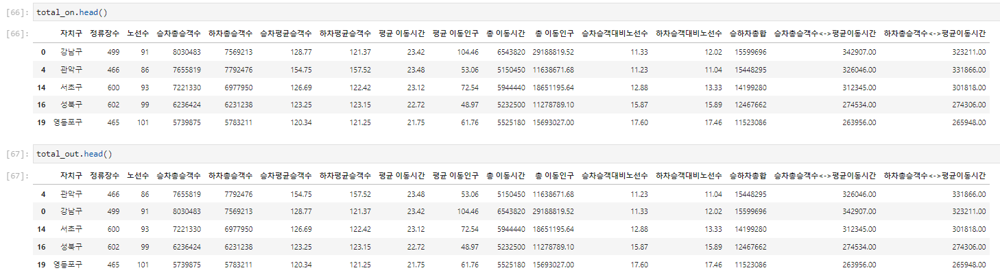 [66]: total_on.head()
[66]: 자치구 정류장수 노선수 승차총승객수 하차총승객수 승차평균승객수 하차평균승객수 평균 이동시간 평균 이동인구 총 이동시간 총 이동인구 승차승객대비노선수 하차승객대비노선수 승하차총합 승차총승객수<->평균이동시간 하차총승객수<->평균이동시간
0 강남구 499 91 8030483 7569213 128.77 121.37 23.42 104.46 6543820 29188819.52 11.33 12.02 15599696 342907.00 323211.00
4 관악구 466 86 7655819 7792476 154.75 157.52 23.48 53.06 5150450 11638671.68 11.23 11.04 15448295 326046.00 331866.00
14 서초구 600 93 7221330 6977950 126.69 122.42 23.12 72.54 5944440 18651195.64 12.88 13.33 14199280 312345.00 301818.00
16 성북구 602 99 6236424 6231238 123.25 123.15 22.72 48.97 5232500 11278789.10 15.87 15.89 12467662 274534.00 274306.00
19 영등포구 465 101 5739875 5783211 120.34 121.25 21.75 61.76 5525180 15693027.00 17.60 17.46 11523086 263956.00 265948.00
[67]: total_out.head()
[67]: 자치구 정류장수 노선수 승차총승객수 하차총승객수 승차평균승객수 하차평균승객수 평균 이동시간 평균 이동인구 총 이동시간 총 이동인구 승차승객대비노선수 하차승객대비노선수 승하차총합 승차총승객수<->평균이동시간 하차총승객수<->평균이동시간
4 관악구 466 86 7655819 7792476 154.75 157.52 23.48 53.06 5150450 11638671.68 11.23 11.04 15448295 326046.00 331866.00
0 강남구 499 91 8030483 7569213 128.77 121.37 23.42 104.46 6543820 29188819.52 11.33 12.02 15599696 342907.00 323211.00
14 서초구 600 93 7221330 6977950 126.69 122.42 23.12 72.54 5944440 18651195.64 12.88 13.33 14199280 312345.00 301818.00
16 성북구 602 99 6236424 6231238 123.25 123.15 22.72 48.97 5232500 11278789.10 15.87 15.89 12467662 274534.00 274306.00
19 영등포구 465 101 5739875 5783211 120.34 121.25 21.75 61.76 5525180 15693027.00 17.60 17.46 11523086 263956.00 265948.00